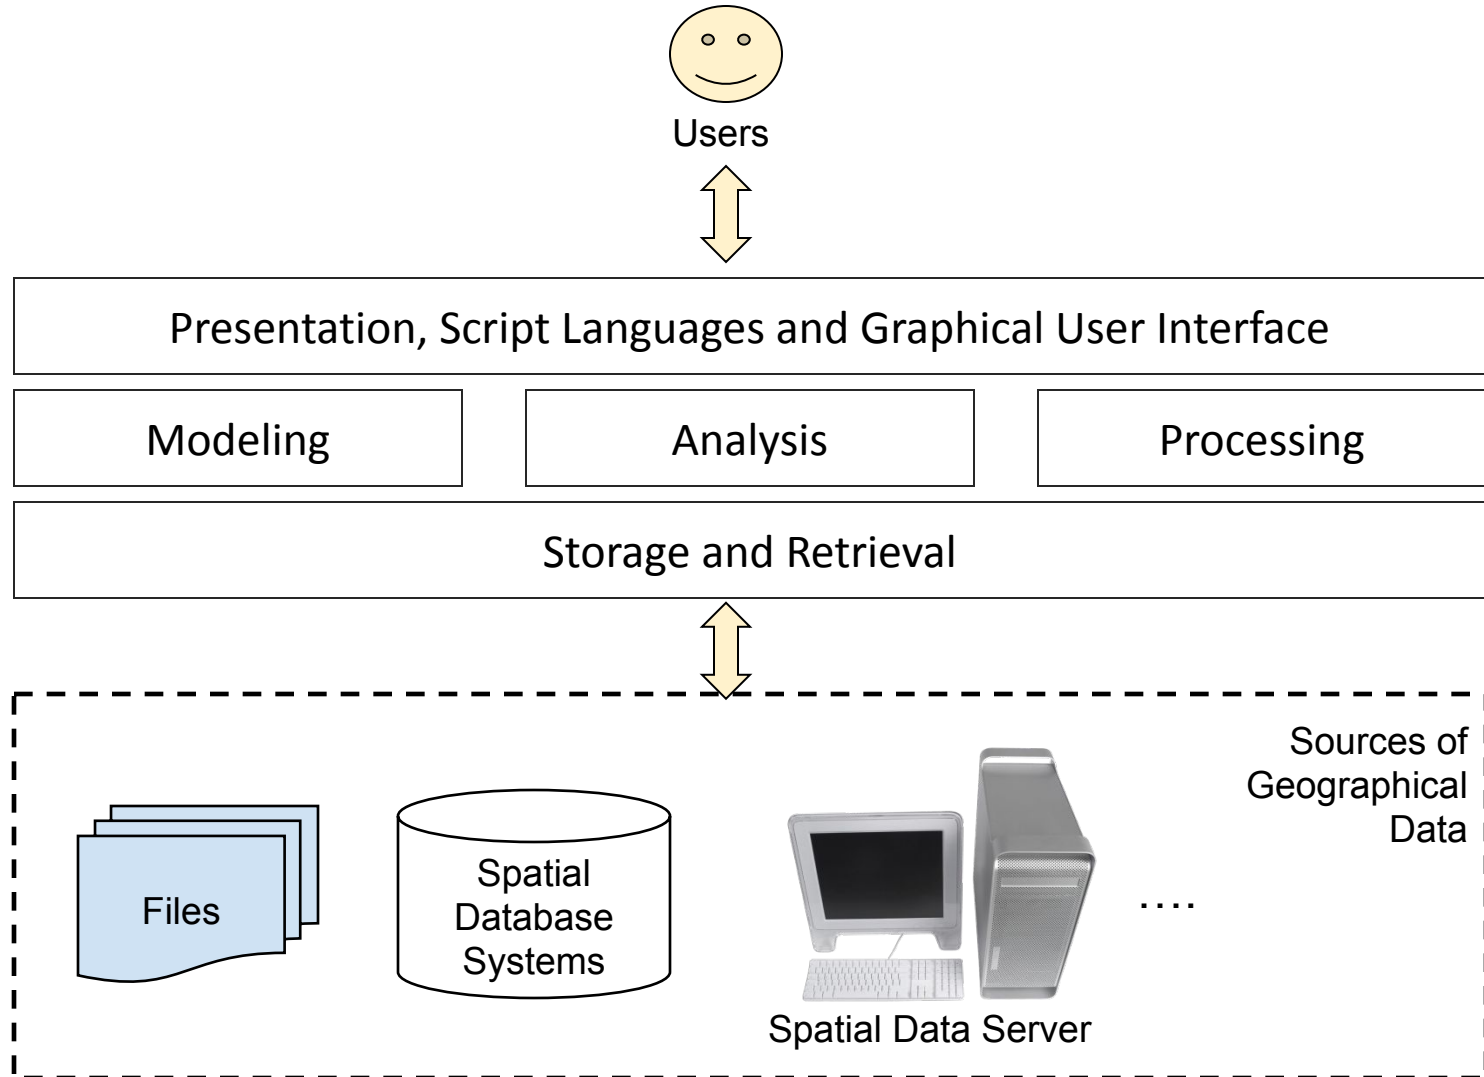 Users
Presentation, Script Languages and Graphical User Interface
Modeling
Analysis
Processing
Storage and Retrieval
Sources of
Geographical
Data
Files
Spatial
Database
Systems
....
Spatial Data Server